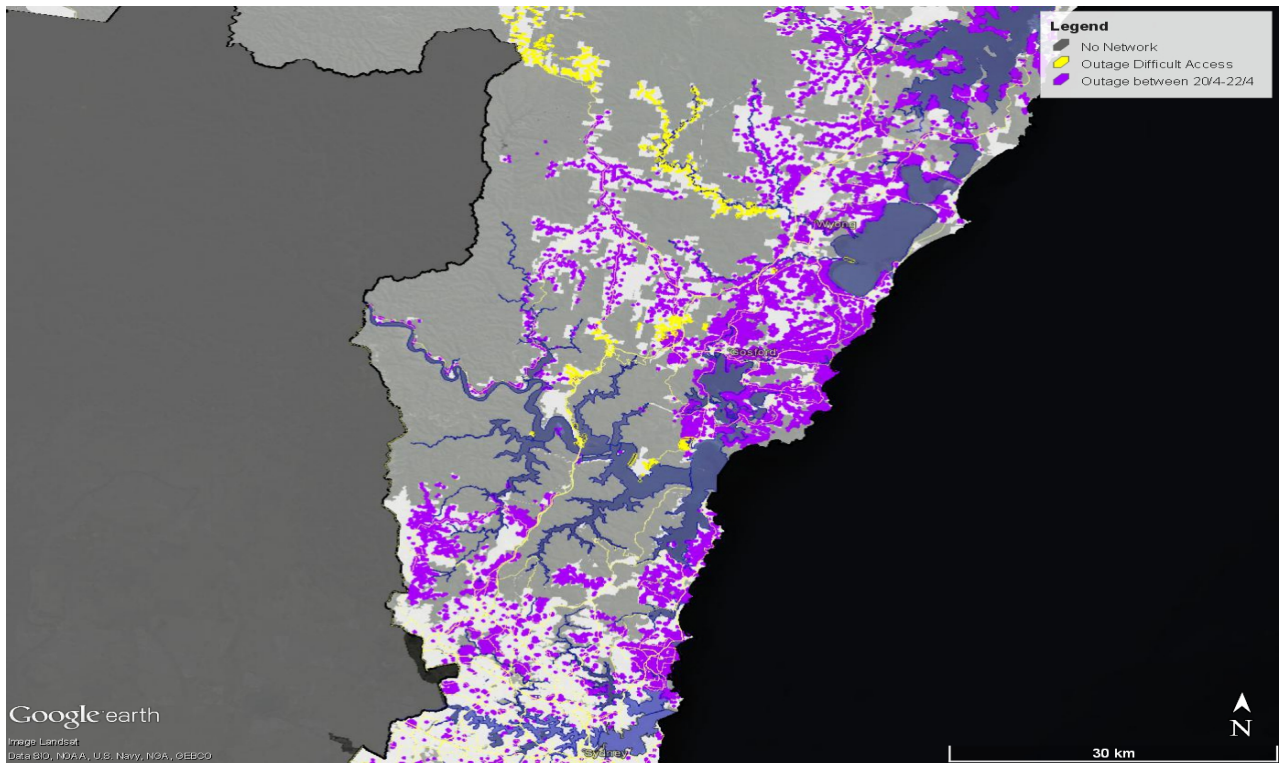 Legend
No Network
Outage Difficult Access
Outage between 20/4-22/4
Wyong
Gosford
Sydney
Google earth
Image Landsat
Data SIO, NOAA, U.S. Navy, NGA, GEBCO
N
30 km